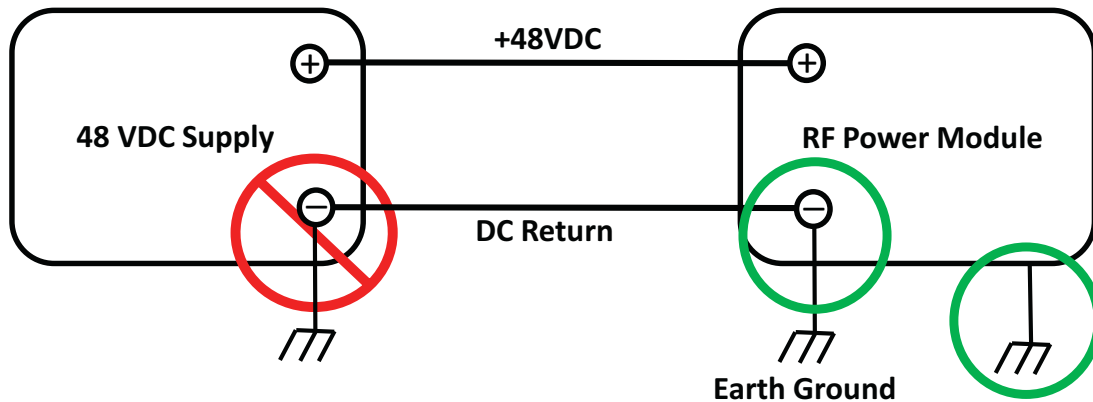 +48VDC
+
+
48 VDC Supply
RF Power Module
−
−
DC Return
Earth Ground